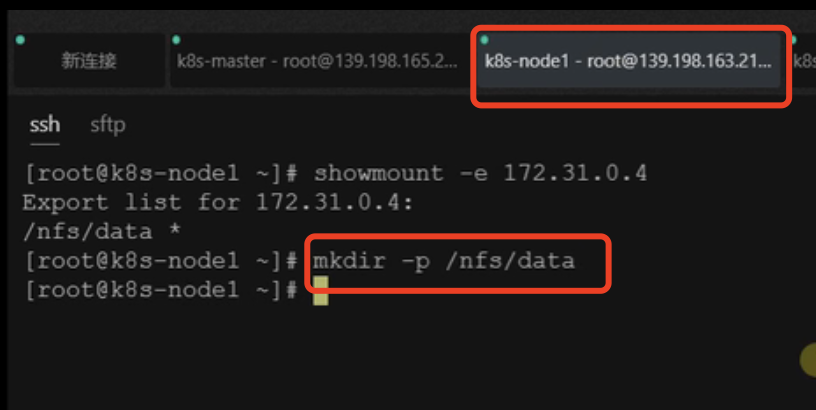 新连接
k8s-master - root@139.198.165.2...
k8s-node1 - root@139.198.163.21...
k8s
ssh sftp
[root@k8s-node1 ~]# showmount -e 172.31.0.4
Export list for 172.31.0.4:
/nfs/data *
[root@k8s-node1 ~]# mkdir -p /nfs/data
[root@k8s-node1 ~]#